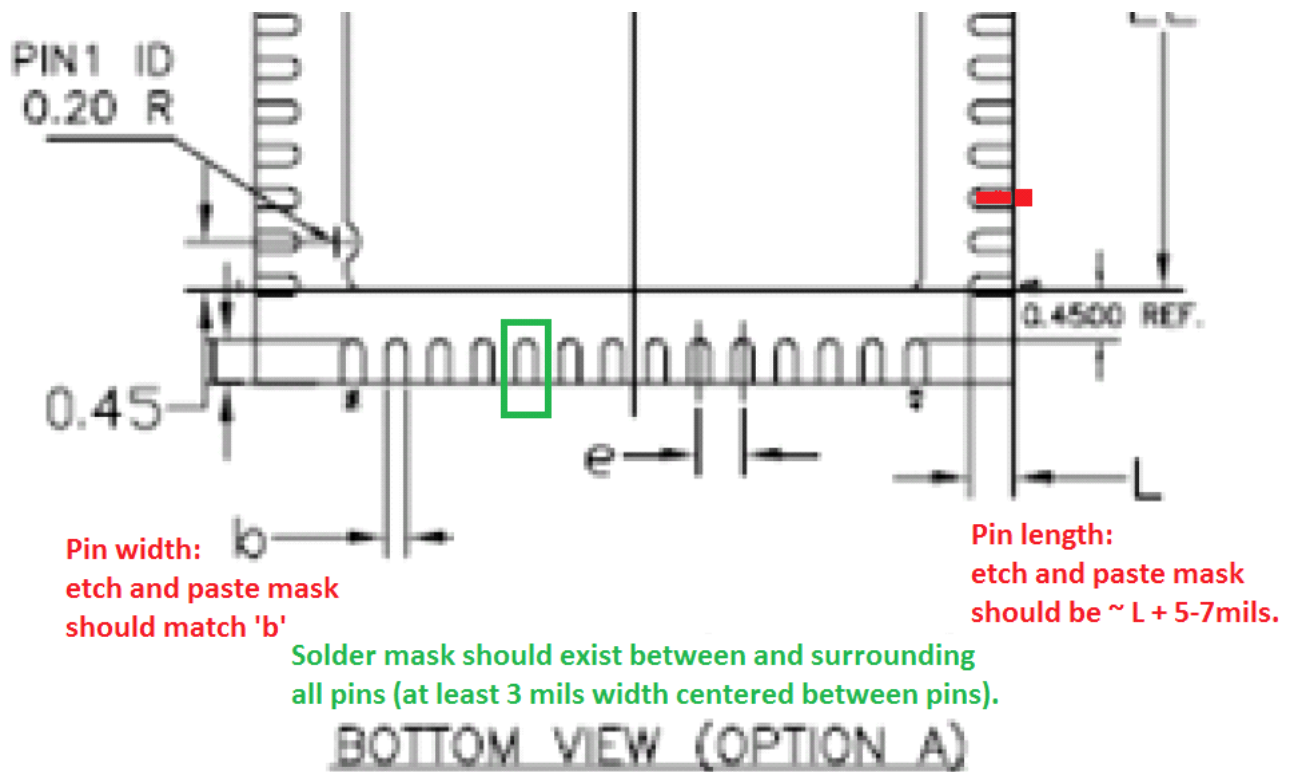 PIN1 ID
0.20 R
0.4500 REF.
0.45
e
L
b
Pin width:
etch and paste mask
should match 'b'
Pin length:
etch and paste mask
should be ~ L + 5-7mils.
Solder mask should exist between and surrounding
all pins (at least 3 mils width centered between pins).
BOTTOM VIEW (OPTION A)